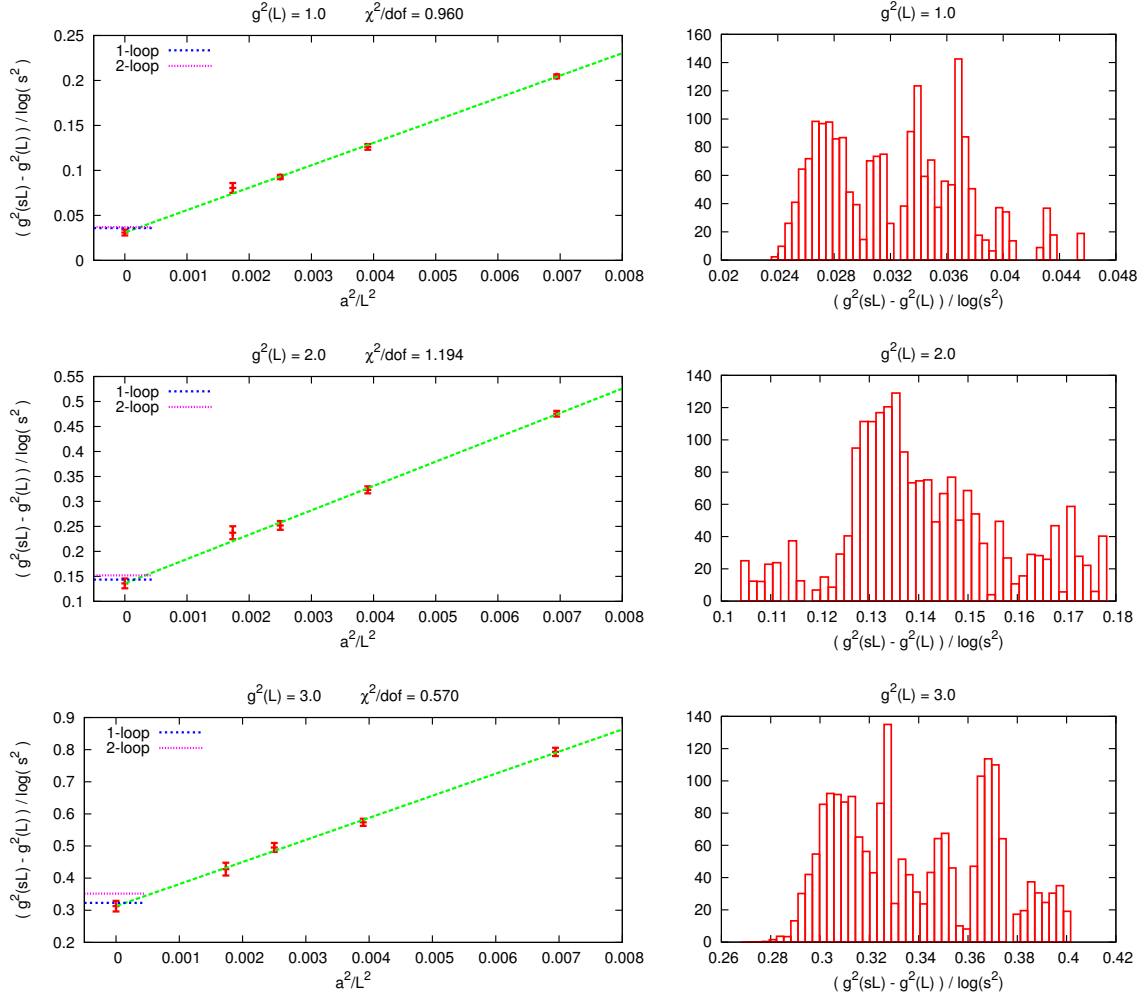 g²(L) = 1.0 χ²/dof = 0.960
1-loop
2-loop
( g²(sL) - g²(L) ) / log( s² )
0.25
0.2
0.15
0.1
0.05
0
0 0.001 0.002 0.003 0.004 0.005 0.006 0.007 0.008
a²/L²
g²(L) = 1.0
160
140
120
100
80
60
40
20
0
0.02 0.024 0.028 0.032 0.036 0.04 0.044 0.048
( g²(sL) - g²(L) ) / log(s²)
g²(L) = 2.0 χ²/dof = 1.194
1-loop
2-loop
( g²(sL) - g²(L) ) / log( s² )
0.55
0.5
0.45
0.4
0.35
0.3
0.25
0.2
0.15
0.1
0 0.001 0.002 0.003 0.004 0.005 0.006 0.007 0.008
a²/L²
g²(L) = 2.0
140
120
100
80
60
40
20
0
0.1 0.11 0.12 0.13 0.14 0.15 0.16 0.17 0.18
( g²(sL) - g²(L) ) / log(s²)
g²(L) = 3.0 χ²/dof = 0.570
1-loop
2-loop
( g²(sL) - g²(L) ) / log( s² )
0.9
0.8
0.7
0.6
0.5
0.4
0.3
0.2
0 0.001 0.002 0.003 0.004 0.005 0.006 0.007 0.008
a²/L²
g²(L) = 3.0
140
120
100
80
60
40
20
0
0.26 0.28 0.3 0.32 0.34 0.36 0.38 0.4 0.42
( g²(sL) - g²(L) ) / log(s²)